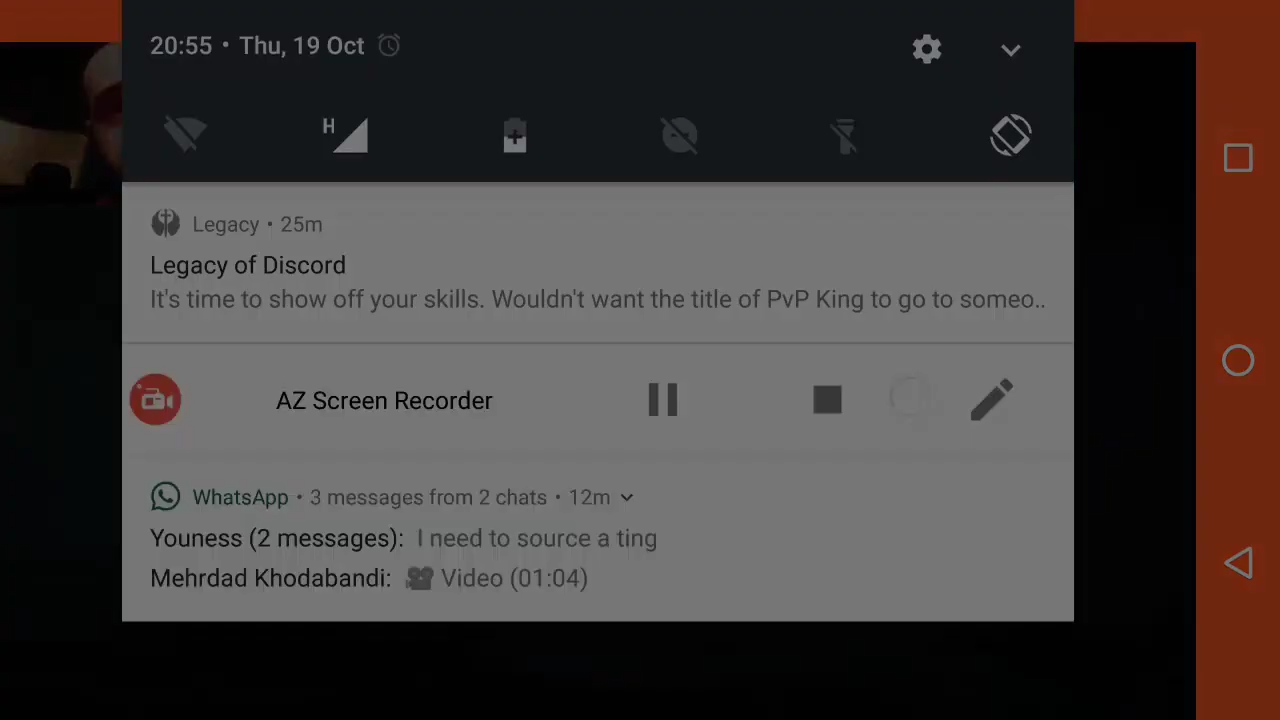 20:55 • Thu, 19 Oct
H
Legacy • 25m
Legacy of Discord
It's time to show off your skills. Wouldn't want the title of PvP King to go to someo..
AZ Screen Recorder
WhatsApp • 3 messages from 2 chats • 12m
Youness (2 messages): I need to source a ting
Mehrdad Khodabandi: 🎥 Video (01:04)